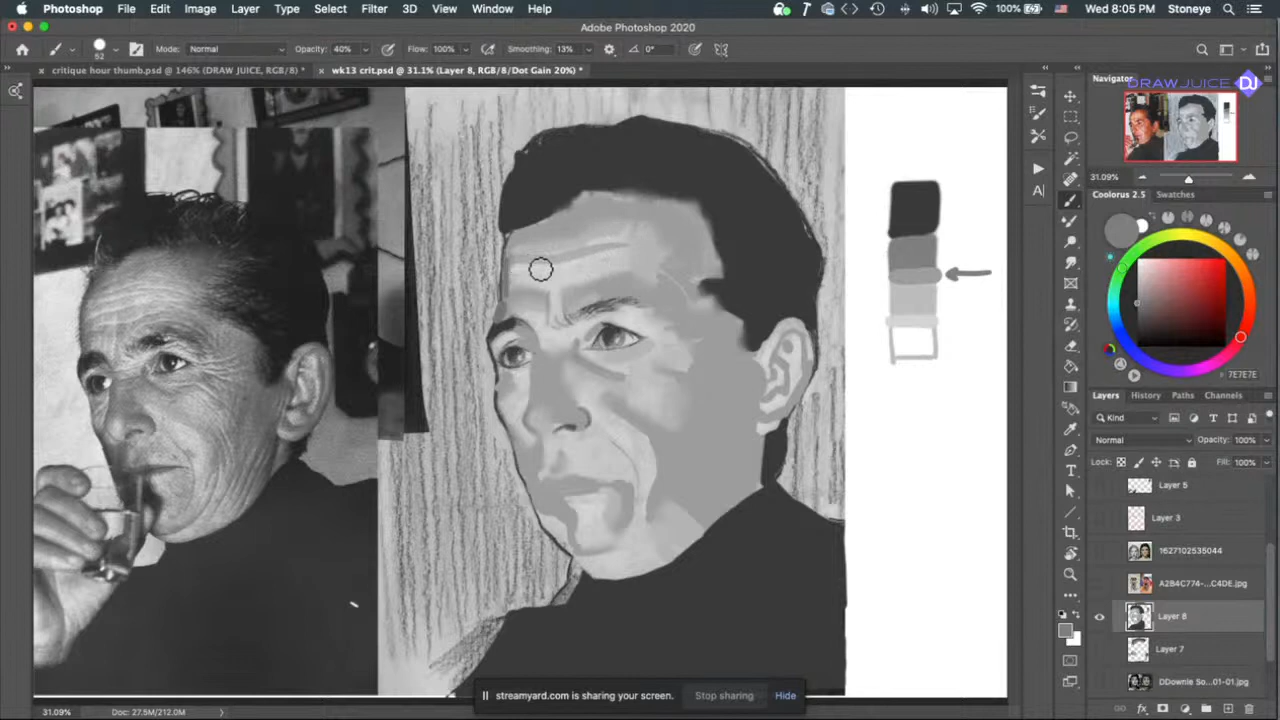 Photoshop File Edit Image Layer Type Select Filter 3D View Window Help 100% Wed 8:05 PM Stoneye
Adobe Photoshop 2020
52 Mode: Normal Opacity: 40% Flow: 100% Smoothing: 13% 0°
critique hour thumb.psd @ 146% (DRAW JUICE, RGB/8) * wk13 crit.psd @ 31.1% (Layer 8, RGB/8/Dot Gain 20%) *
Navigator
DRAWJUICE DJ
31.09%
Coolorus 2.5 Swatches
7E7E7E
Layers History Paths Channels
Kind
Normal Opacity: 100%
Lock: Fill: 100%
Layer 5
Layer 3
1627102535044
A2B4C774-...C4DE.jpg
Layer 8
Layer 7
DDownie So...01-01.jpg
streamyard.com is sharing your screen. Stop sharing Hide
31.09% Doc: 27.5M/212.0M